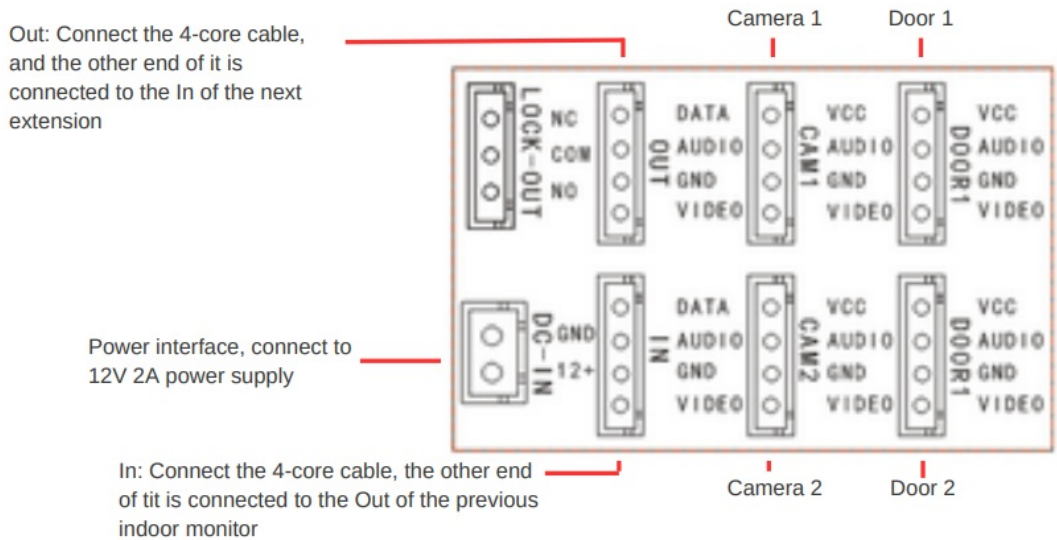 Camera 1
Door 1
Out: Connect the 4-core cable,
and the other end of it is
connected to the In of the next
extension
LOCK-OUT
NC
COM
NO
OUT
DATA
AUDIO
GND
VIDEO
CAM1
VCC
AUDIO
GND
VIDEO
DOOR1
VCC
AUDIO
GND
VIDEO
Power interface, connect to
12V 2A power supply
DC-IN
GND
12+
IN
DATA
AUDIO
GND
VIDEO
CAM2
VCC
AUDIO
GND
VIDEO
DOOR1
VCC
AUDIO
GND
VIDEO
In: Connect the 4-core cable, the other end
of tit is connected to the Out of the previous
indoor monitor
Camera 2
Door 2